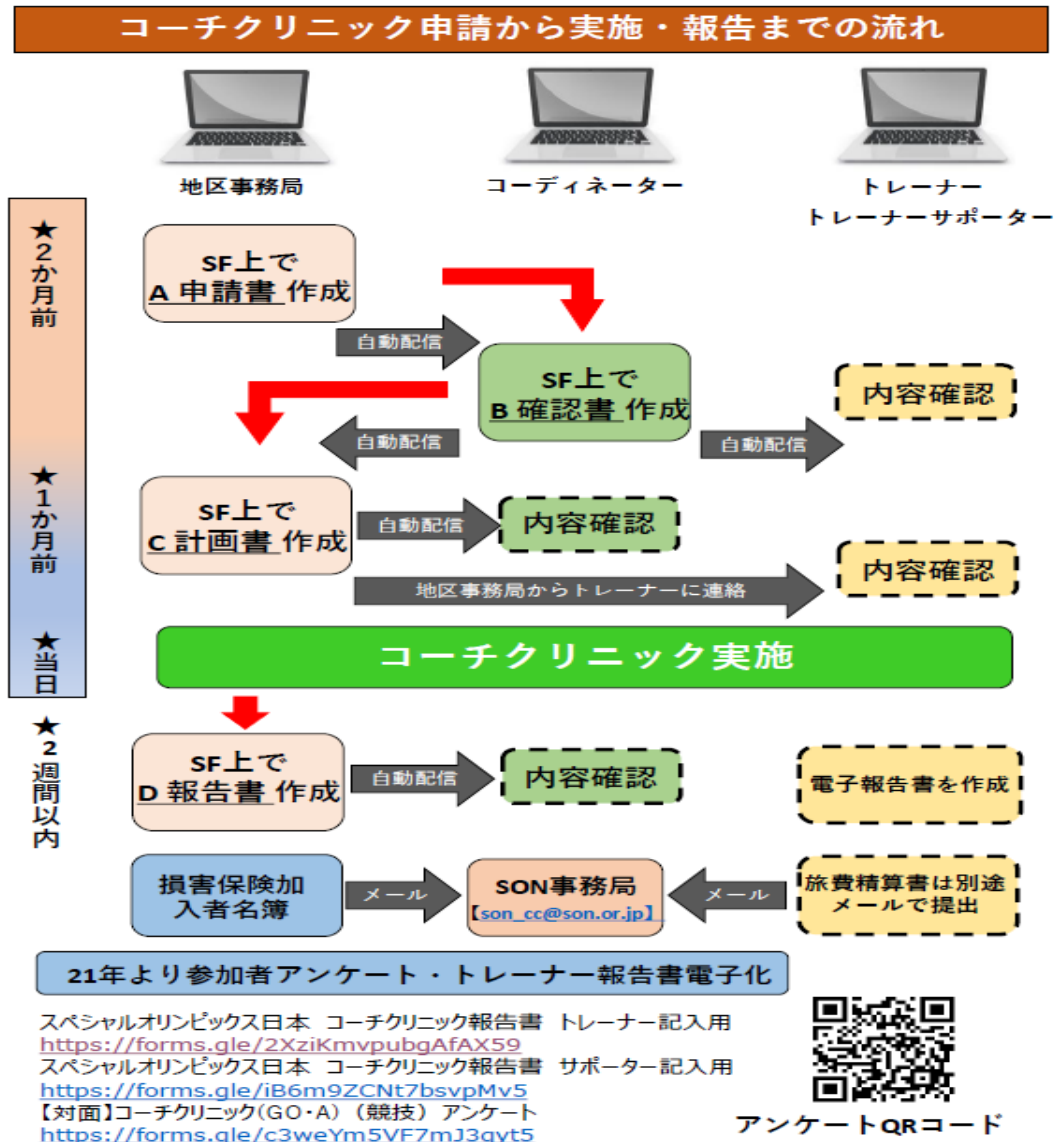 コーチクリニック申請から実施・報告までの流れ
地区事務局
コーディネーター
トレーナー
トレーナーサポーター
★2か月前
SF上で
A 申請書 作成
自動配信
SF上で
B 確認書 作成
内容確認
自動配信
自動配信
★1か月前
SF上で
C 計画書 作成
自動配信
内容確認
地区事務局からトレーナーに連絡
内容確認
★当日
コーチクリニック実施
★2週間以内
SF上で
D 報告書 作成
自動配信
内容確認
電子報告書を作成
損害保険加
入者名簿
メール
SON事務局
【son_cc@son.or.jp】
メール
旅費精算書は別途
メールで提出
21年より参加者アンケート・トレーナー報告書電子化
スペシャルオリンピックス日本 コーチクリニック報告書 トレーナー記入用
https://forms.gle/2XziKmvpubgAfAX59
スペシャルオリンピックス日本 コーチクリニック報告書 サポーター記入用
https://forms.gle/iB6m9ZCNt7bsvpMv5
【対面】コーチクリニック(GO・A) (競技) アンケート
https://forms.gle/c3weYm5VF7mJ3qyt5
アンケートQRコード